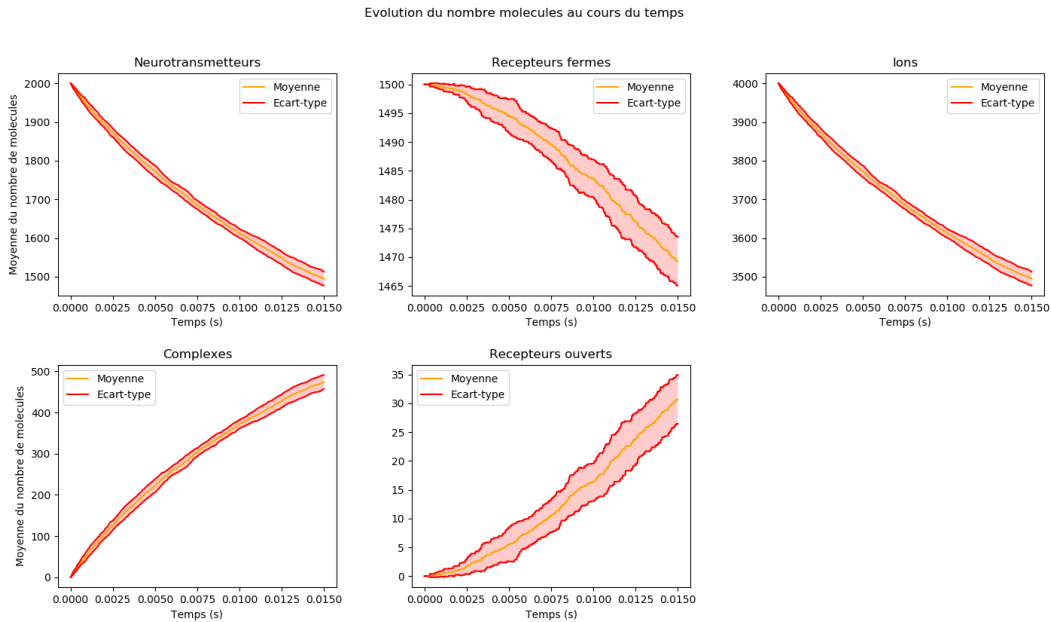 Evolution du nombre molecules au cours du temps
Neurotransmetteurs
Moyenne du nombre de molecules
2000
1900
1800
1700
1600
1500
Moyenne
Ecart-type
0.0000 0.0025 0.0050 0.0075 0.0100 0.0125 0.0150
Temps (s)
Recepteurs fermes
1500
1495
1490
1485
1480
1475
1470
1465
Moyenne
Ecart-type
0.0000 0.0025 0.0050 0.0075 0.0100 0.0125 0.0150
Temps (s)
Ions
4000
3900
3800
3700
3600
3500
Moyenne
Ecart-type
0.0000 0.0025 0.0050 0.0075 0.0100 0.0125 0.0150
Temps (s)
Complexes
Moyenne du nombre de molecules
500
400
300
200
100
0
Moyenne
Ecart-type
0.0000 0.0025 0.0050 0.0075 0.0100 0.0125 0.0150
Temps (s)
Recepteurs ouverts
35
30
25
20
15
10
5
0
Moyenne
Ecart-type
0.0000 0.0025 0.0050 0.0075 0.0100 0.0125 0.0150
Temps (s)